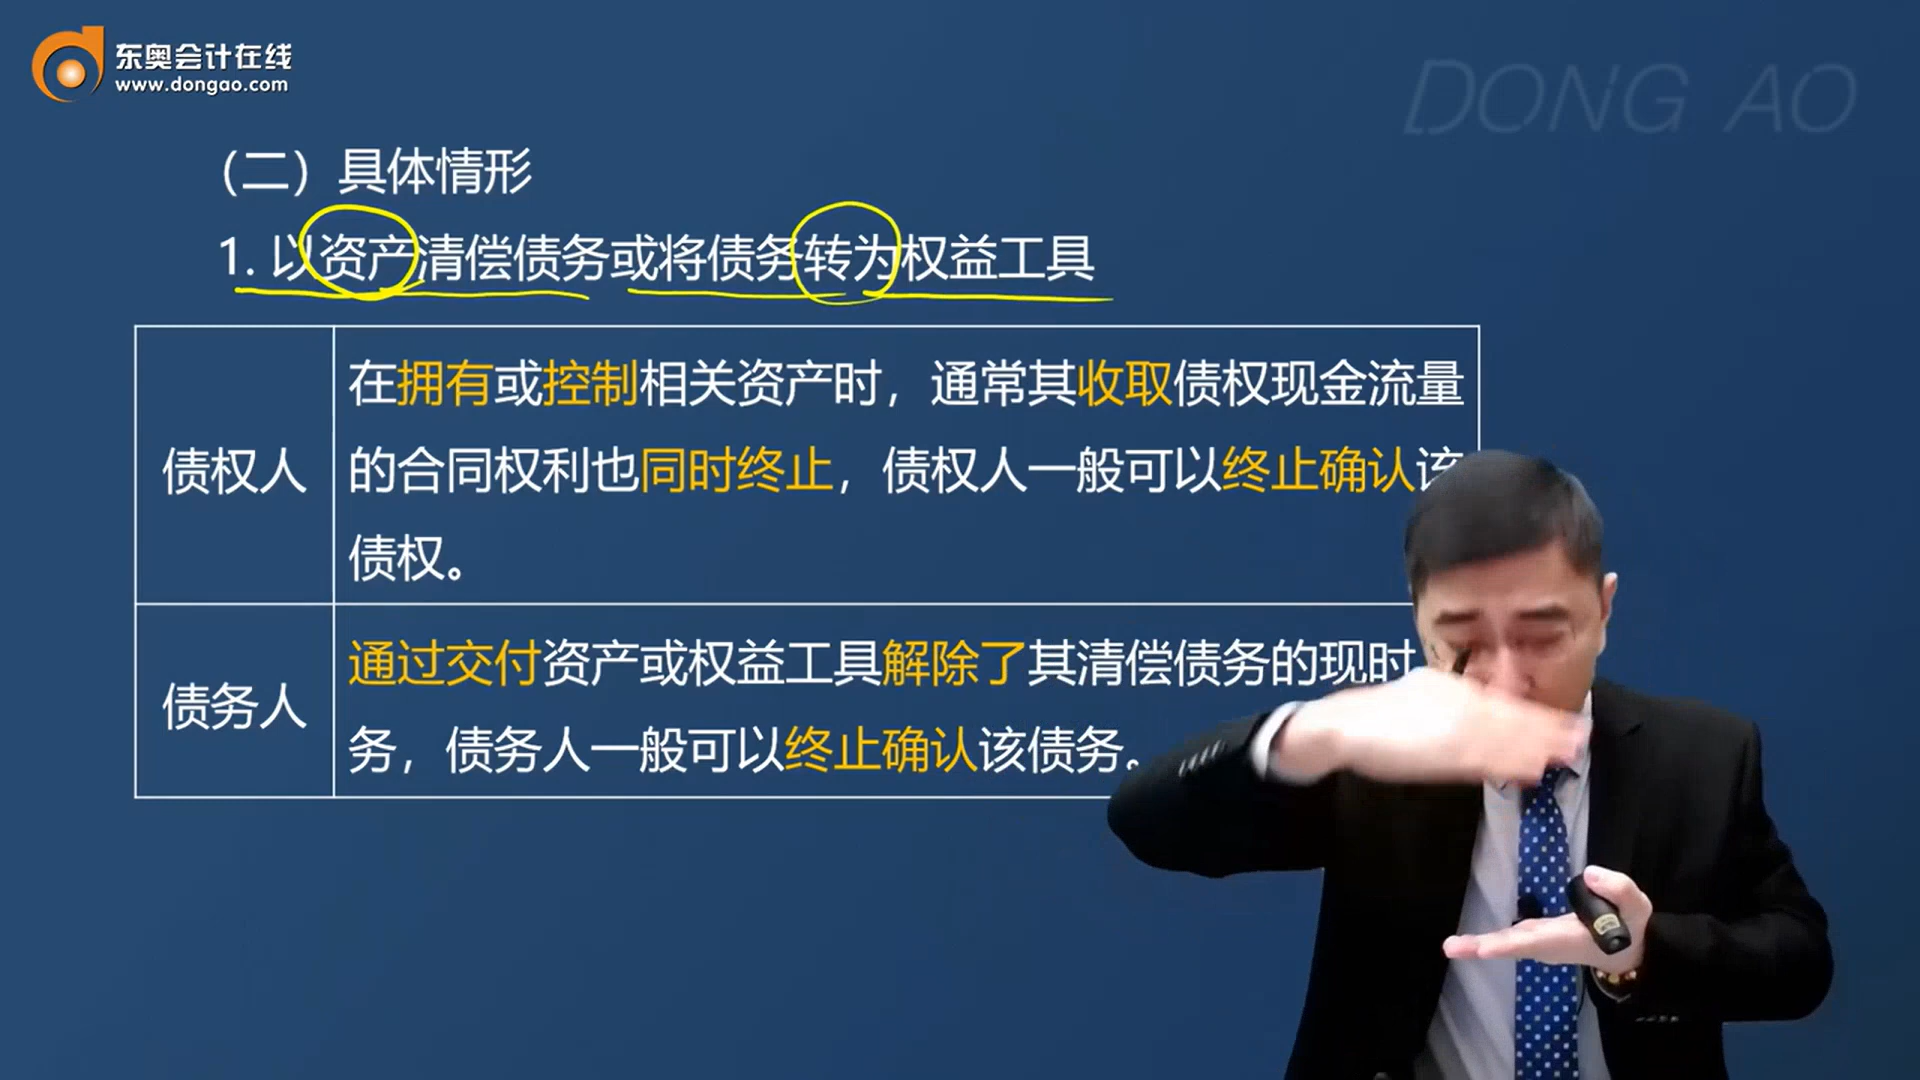 东奥会计在线
www.dongao.com
DONG AO
（二）具体情形
1. 以资产清偿债务或将债务转为权益工具
债权人
在拥有或控制相关资产时，通常其收取债权现金流量
的合同权利也同时终止，债权人一般可以终止确认该
债权。
债务人
通过交付资产或权益工具解除了其清偿债务的现时
务，债务人一般可以终止确认该债务。